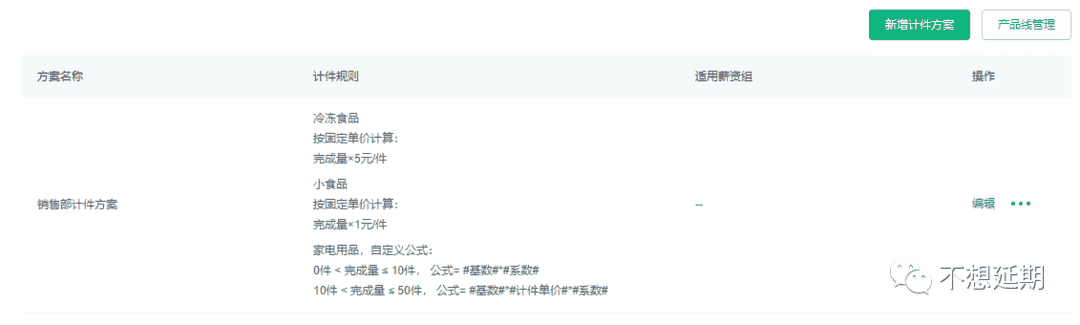 新增计件方案 产品线管理
方案名称 计件规则 适用薪资组 操作
冷冻食品
按固定单价计算:
完成量×5元/件
小食品
销售部计件方案 按固定单价计算: -- 编辑 •••
完成量×1元/件
家电用品，自定义公式:
0件 < 完成量 ≤ 10件， 公式= #基数#*#系数#
10件 < 完成量 ≤ 50件， 公式= #基数#*#计件单价#*#系数#
不想延期